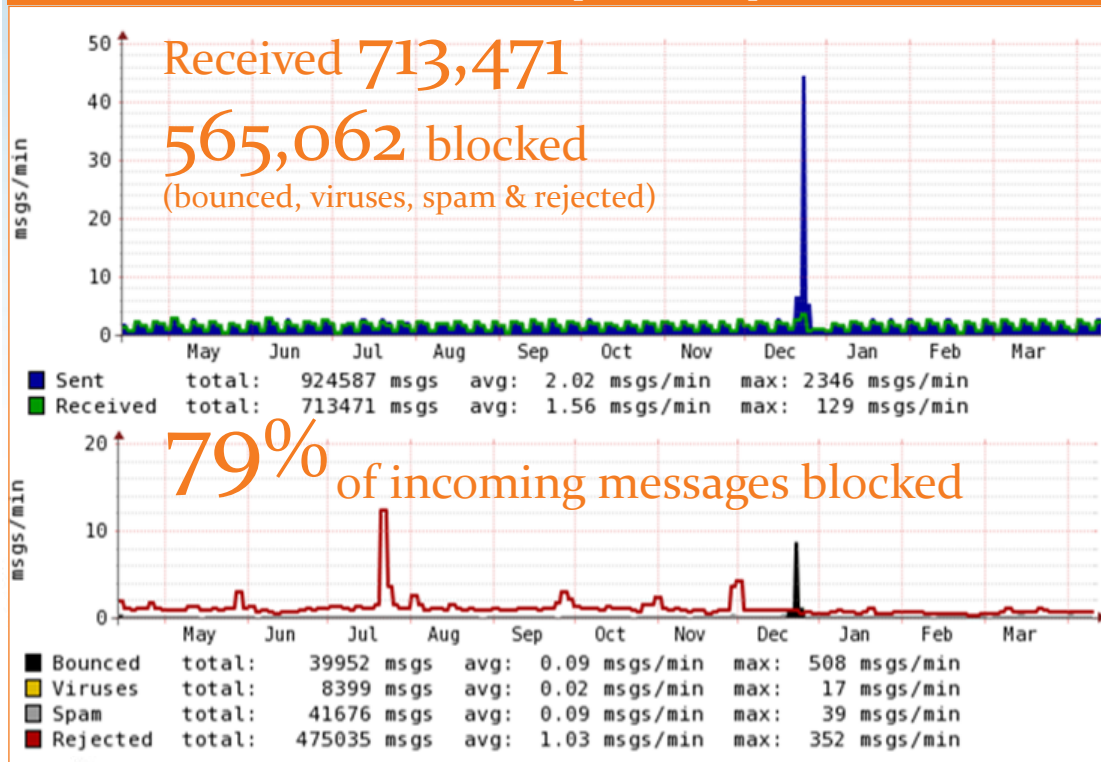 Received 713,471
565,062 blocked
(bounced, viruses, spam & rejected)
msgs/min
50
40
30
20
10
0
May Jun Jul Aug Sep Oct Nov Dec Jan Feb Mar
Sent total: 924587 msgs avg: 2.02 msgs/min max: 2346 msgs/min
Received total: 713471 msgs avg: 1.56 msgs/min max: 129 msgs/min
79% of incoming messages blocked
msgs/min
20
10
0
May Jun Jul Aug Sep Oct Nov Dec Jan Feb Mar
Bounced total: 39952 msgs avg: 0.09 msgs/min max: 508 msgs/min
Viruses total: 8399 msgs avg: 0.02 msgs/min max: 17 msgs/min
Spam total: 41676 msgs avg: 0.09 msgs/min max: 39 msgs/min
Rejected total: 475035 msgs avg: 1.03 msgs/min max: 352 msgs/min